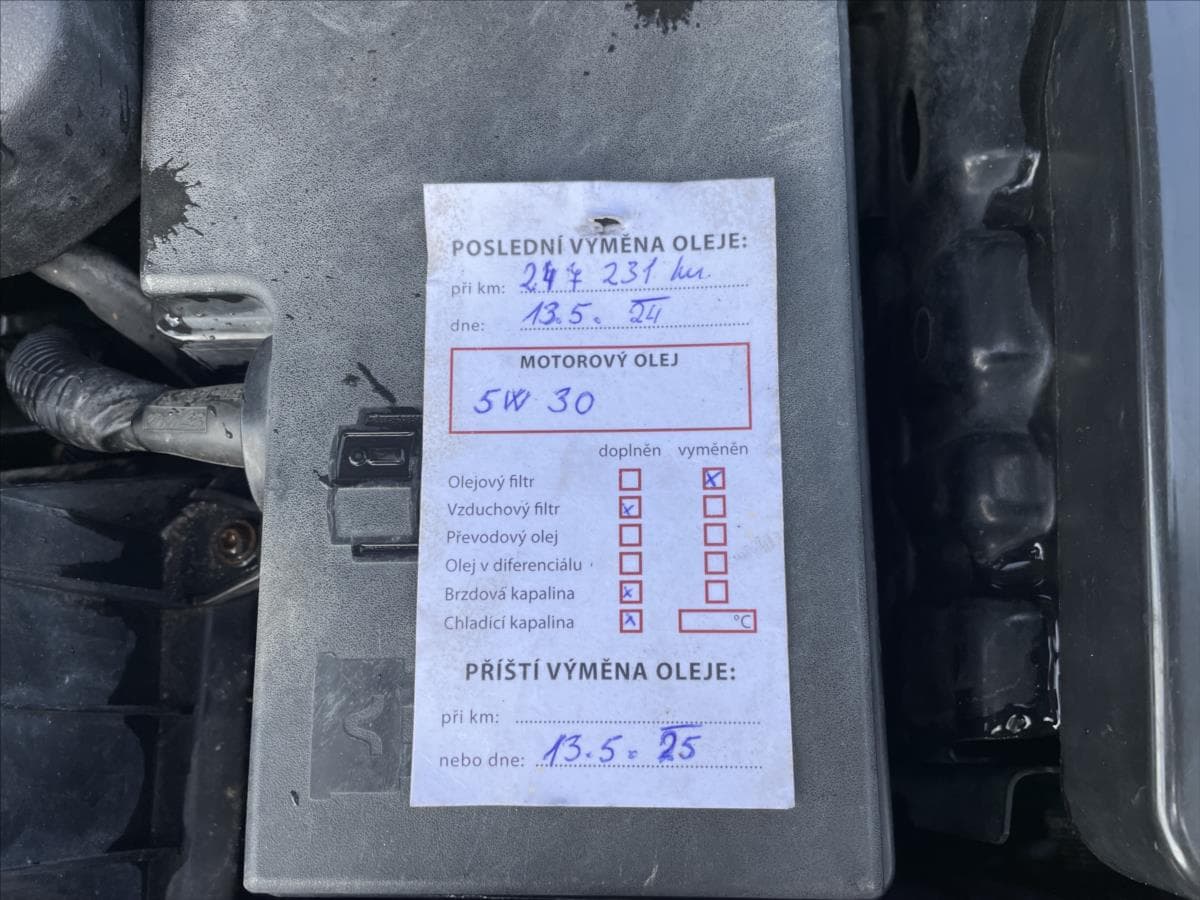 POSLEDNÍ VÝMĚNA OLEJE:
při km: 247 231 km.
dne: 13.5. 24
MOTOROVÝ OLEJ
5W 30
doplněn vyměněn
Olejový filtr
Vzduchový filtr
Převodový olej
Olej v diferenciálu
Brzdová kapalina
Chladící kapalina °C
PŘÍŠTÍ VÝMĚNA OLEJE:
při km:
nebo dne: 13.5. 25